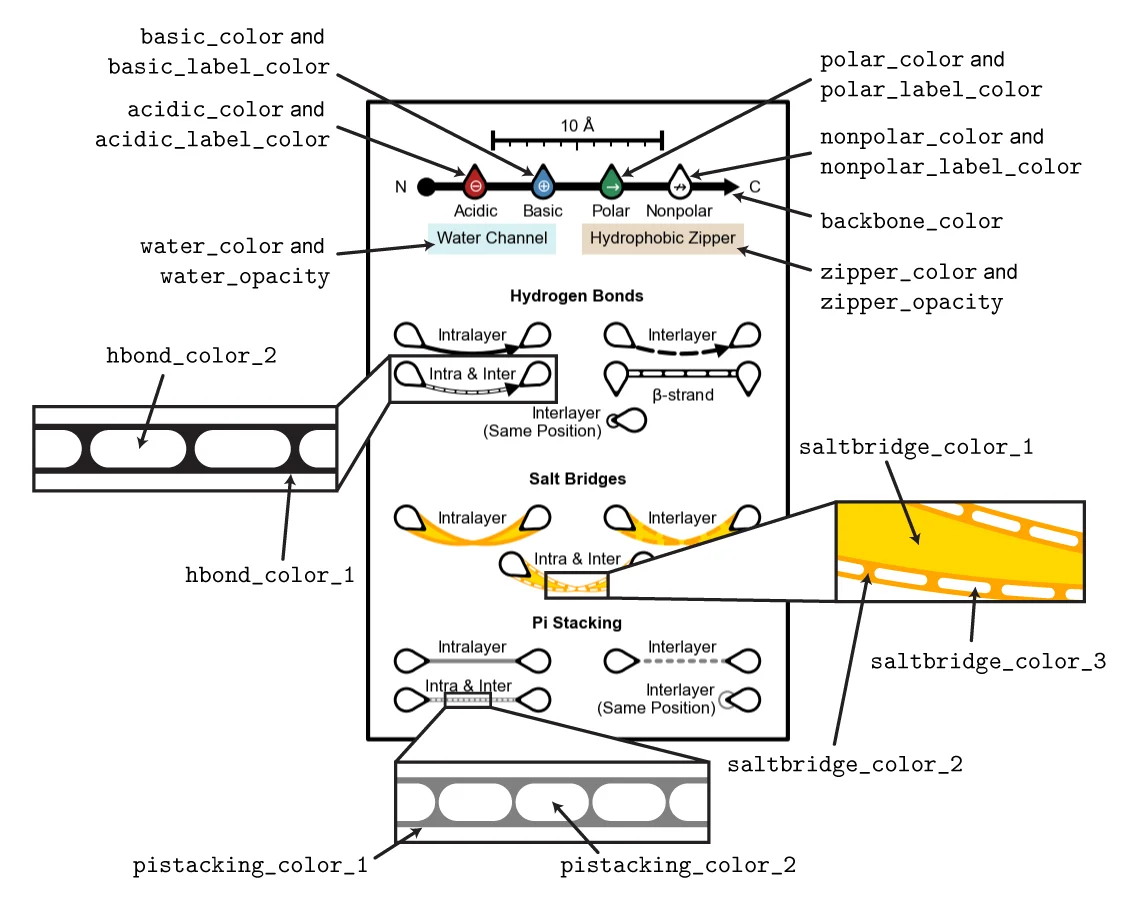 basic_color and
basic_label_color
acidic_color and
acidic_label_color
water_color and
water_opacity
polar_color and
polar_label_color
nonpolar_color and
nonpolar_label_color
backbone_color
zipper_color and
zipper_opacity
10 Å
N
C
Acidic
Basic
Polar
Nonpolar
Water Channel
Hydrophobic Zipper
Hydrogen Bonds
Intralayer
Interlayer
Intra & Inter
β-strand
Interlayer
(Same Position)
hbond_color_2
hbond_color_1
Salt Bridges
Intralayer
Interlayer
Intra & Inter
saltbridge_color_1
saltbridge_color_3
saltbridge_color_2
Pi Stacking
Intralayer
Interlayer
Intra & Inter
Interlayer
(Same Position)
pistacking_color_1
pistacking_color_2